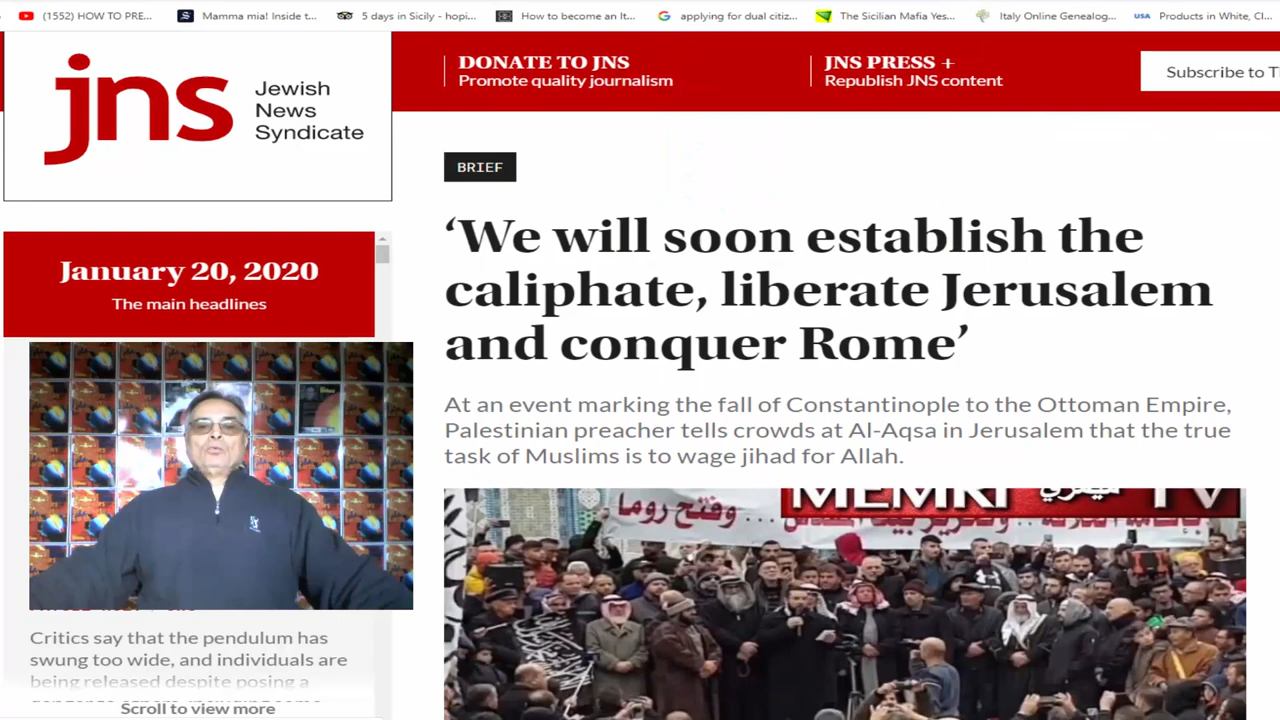 (1552) HOW TO PRE...
Mamma mia! Inside t...
5 days in Sicily - hopi...
How to become an It...
applying for dual citiz...
The Sicilian Mafia Yes...
Italy Online Genealog...
USA Products in White, Cl...
jns
Jewish
News
Syndicate
DONATE TO JNS
Promote quality journalism
JNS PRESS +
Republish JNS content
Subscribe to T
January 20, 2020
The main headlines
Critics say that the pendulum has
swung too wide, and individuals are
being released despite posing a
Scroll to view more
BRIEF
‘We will soon establish the
caliphate, liberate Jerusalem
and conquer Rome’
At an event marking the fall of Constantinople to the Ottoman Empire,
Palestinian preacher tells crowds at Al-Aqsa in Jerusalem that the true
task of Muslims is to wage jihad for Allah.
MEMRI ميمري TV
وفتح روما